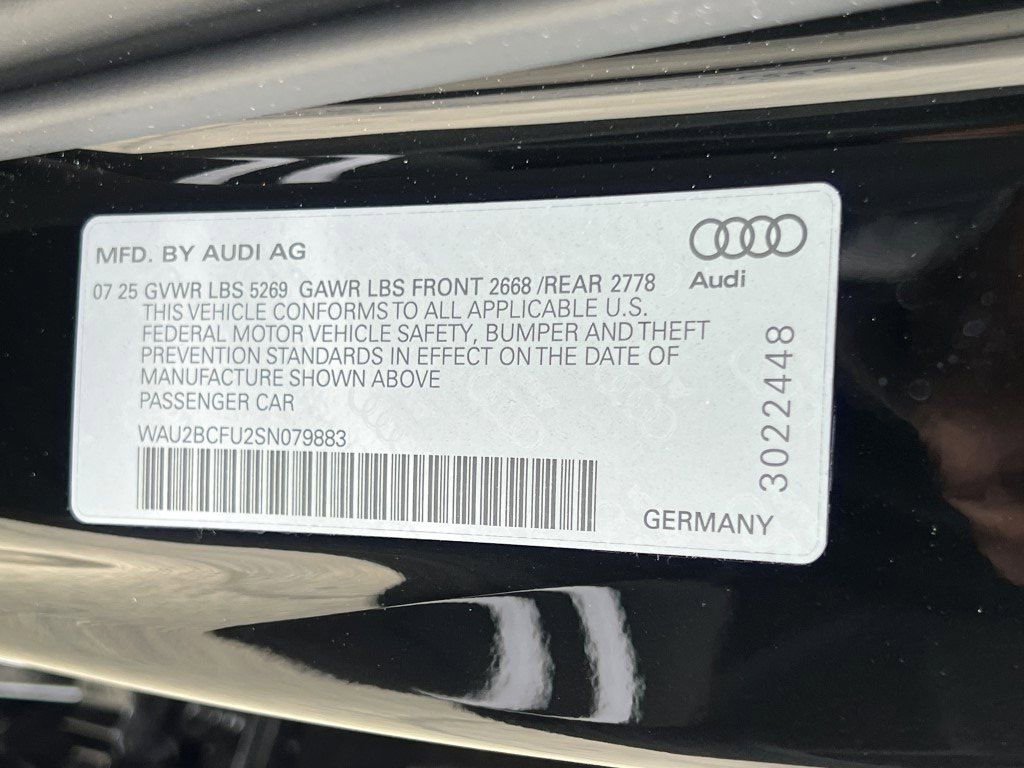 MFD. BY AUDI AG
Audi
07 25 GVWR LBS 5269 GAWR LBS FRONT 2668 /REAR 2778
THIS VEHICLE CONFORMS TO ALL APPLICABLE U.S.
FEDERAL MOTOR VEHICLE SAFETY, BUMPER AND THEFT
PREVENTION STANDARDS IN EFFECT ON THE DATE OF
MANUFACTURE SHOWN ABOVE
PASSENGER CAR
WAU2BCFU2SN079883
GERMANY
3022448